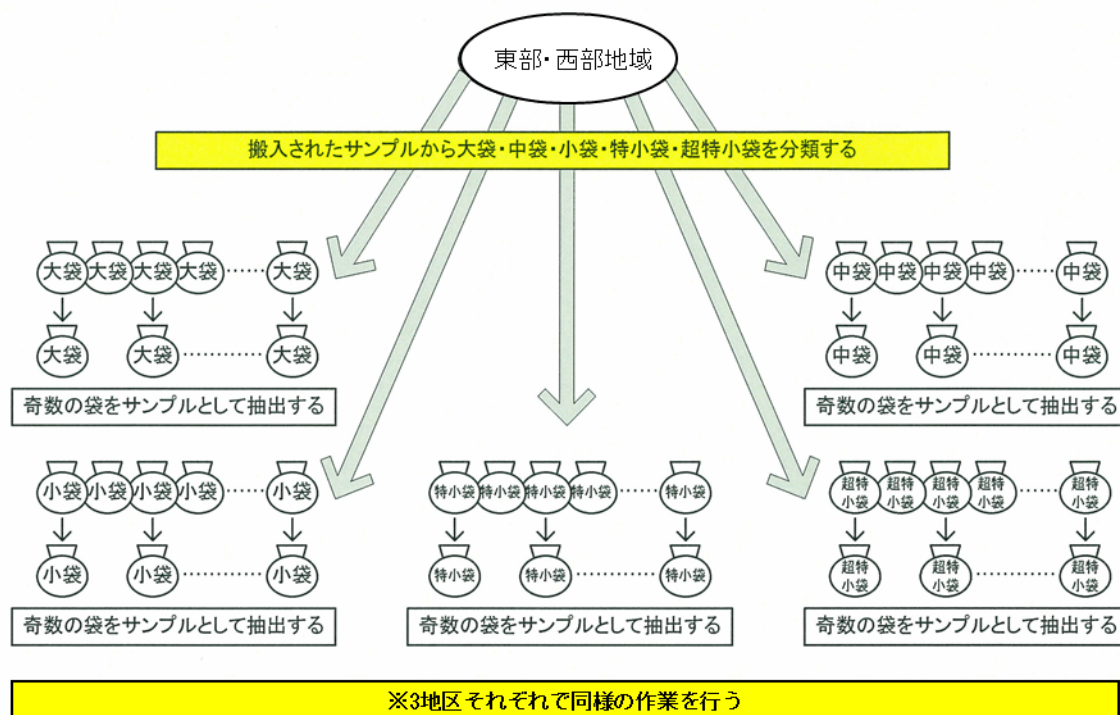 東部・西部地域
搬入されたサンプルから大袋・中袋・小袋・特小袋・超特小袋を分類する
大袋 大袋 大袋 大袋 …… 大袋
大袋 大袋 ………… 大袋
奇数の袋をサンプルとして抽出する
中袋 中袋 中袋 中袋 …… 中袋
中袋 中袋 ………… 中袋
奇数の袋をサンプルとして抽出する
小袋 小袋 小袋 小袋 …… 小袋
小袋 小袋 ………… 小袋
奇数の袋をサンプルとして抽出する
特小袋 特小袋 特小袋 特小袋 …… 特小袋
特小袋 特小袋 ………… 特小袋
奇数の袋をサンプルとして抽出する
超特小袋 超特小袋 超特小袋 超特小袋 …… 超特小袋
超特小袋 超特小袋 ………… 超特小袋
奇数の袋をサンプルとして抽出する
※3地区それぞれで同様の作業を行う